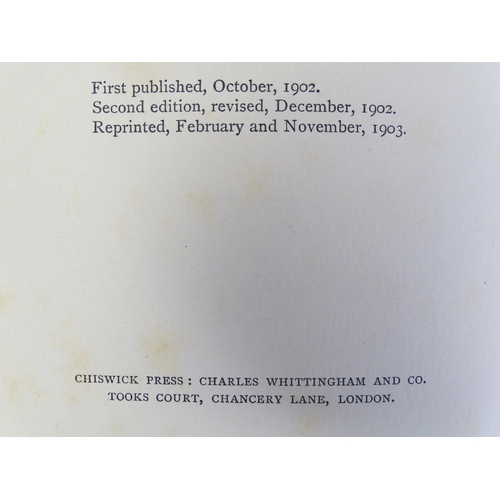 First published, October, 1902.
Second edition, revised, December, 1902.
Reprinted, February and November, 1903.
CHISWICK PRESS: CHARLES WHITTINGHAM AND CO.
TOOKS COURT, CHANCERY LANE, LONDON.